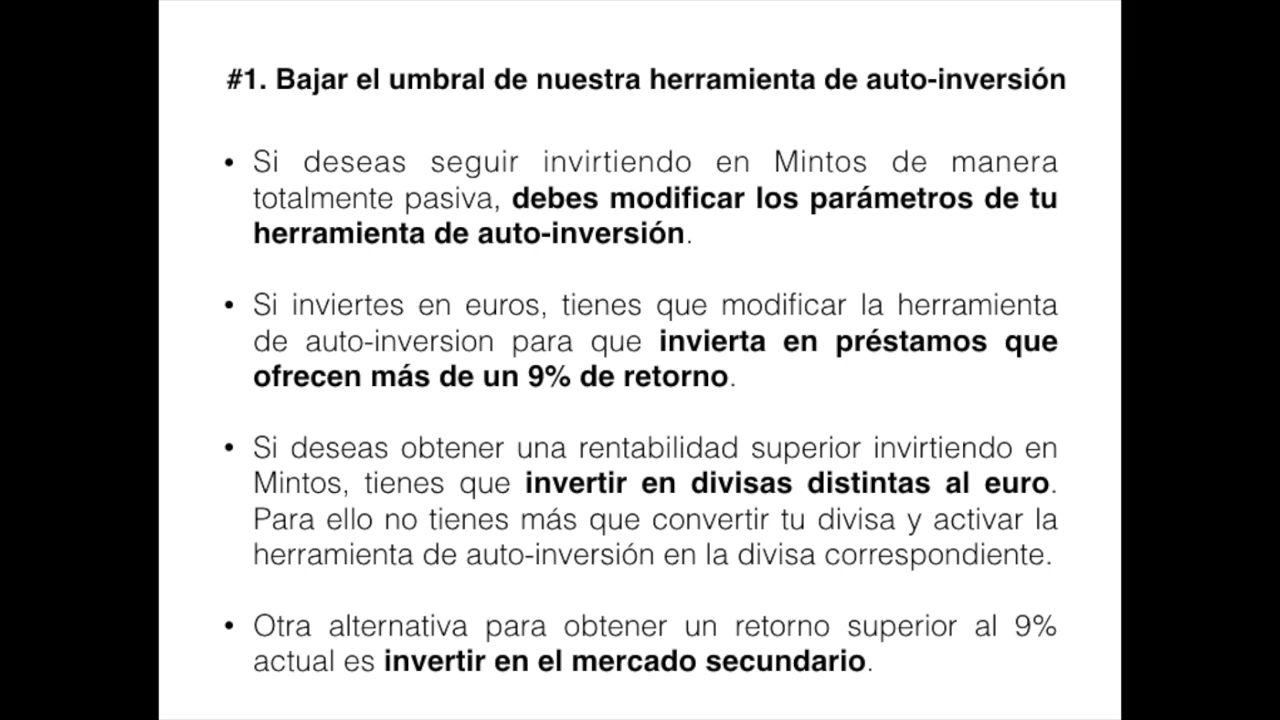 #1. Bajar el umbral de nuestra herramienta de auto-inversión
• Si deseas seguir invirtiendo en Mintos de manera
totalmente pasiva, debes modificar los parámetros de tu
herramienta de auto-inversión.
• Si inviertes en euros, tienes que modificar la herramienta
de auto-inversion para que invierta en préstamos que
ofrecen más de un 9% de retorno.
• Si deseas obtener una rentabilidad superior invirtiendo en
Mintos, tienes que invertir en divisas distintas al euro.
Para ello no tienes más que convertir tu divisa y activar la
herramienta de auto-inversión en la divisa correspondiente.
• Otra alternativa para obtener un retorno superior al 9%
actual es invertir en el mercado secundario.